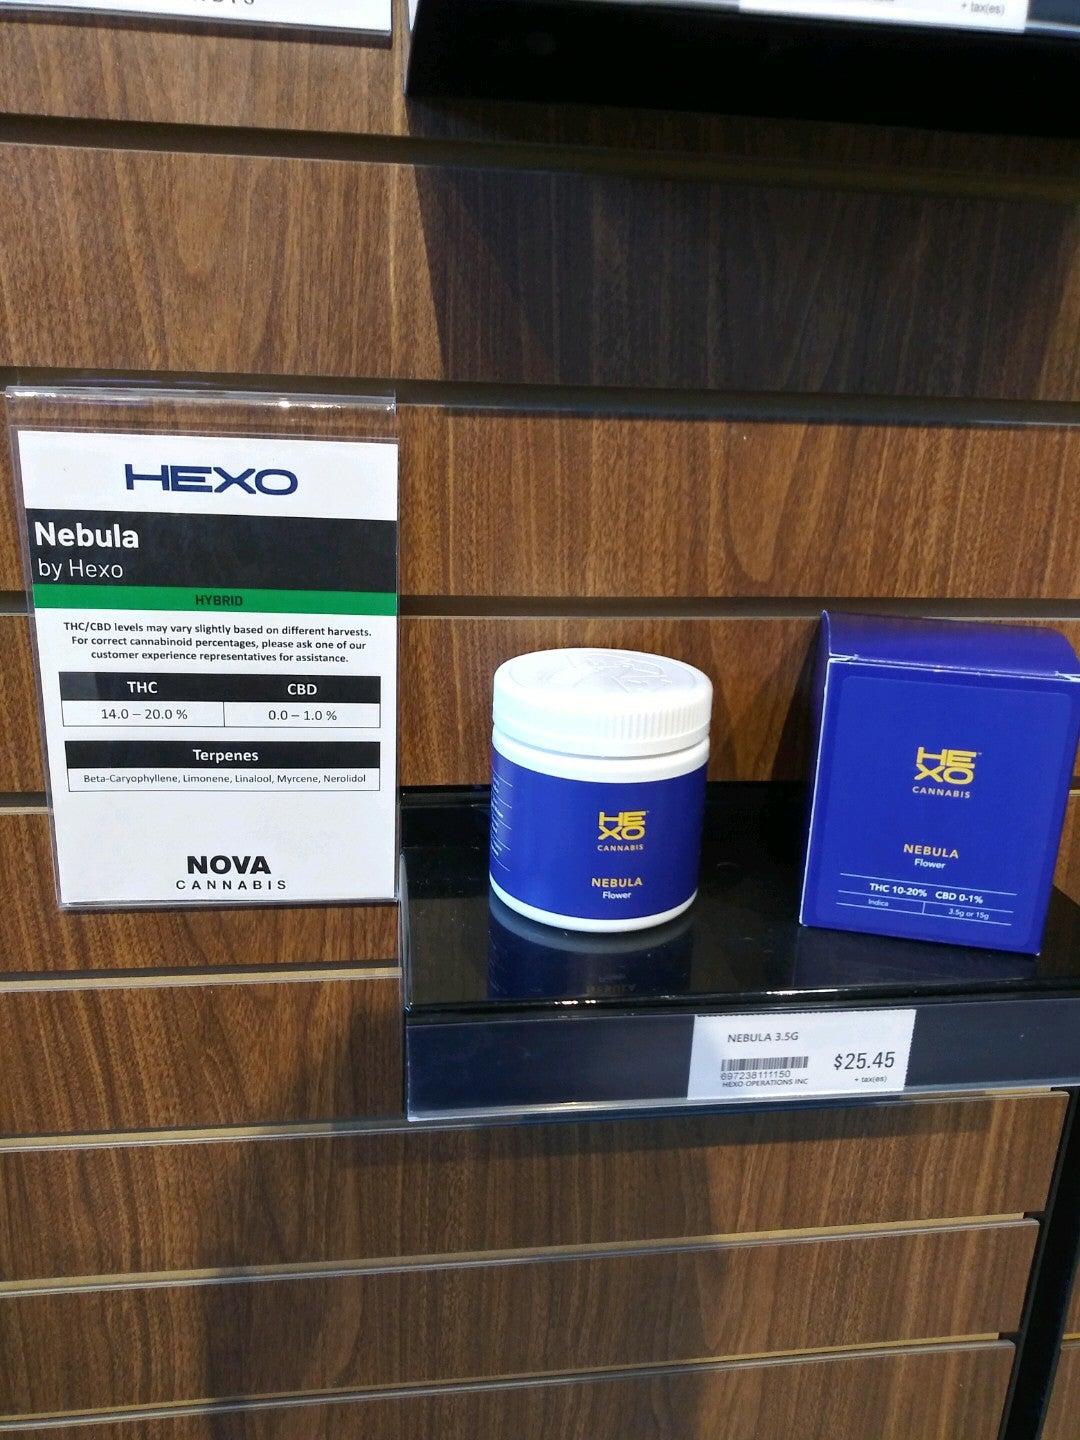 + tax(es)
HEXO
Nebula
by Hexo
HYBRID
THC/CBD levels may vary slightly based on different harvests.
For correct cannabinoid percentages, please ask one of our
customer experience representatives for assistance.
THC CBD
14.0 – 20.0 % 0.0 – 1.0 %
Terpenes
Beta-Caryophyllene, Limonene, Linalool, Myrcene, Nerolidol
NOVA
CANNABIS
HE
XO
CANNABIS
NEBULA
Flower
HE
XO™
CANNABIS
NEBULA
Flower
THC 10-20% CBD 0-1%
Indica 3.5g or 15g
NEBULA 3.5G
697238111150
HEXO OPERATIONS INC
$25.45
+ tax(es)